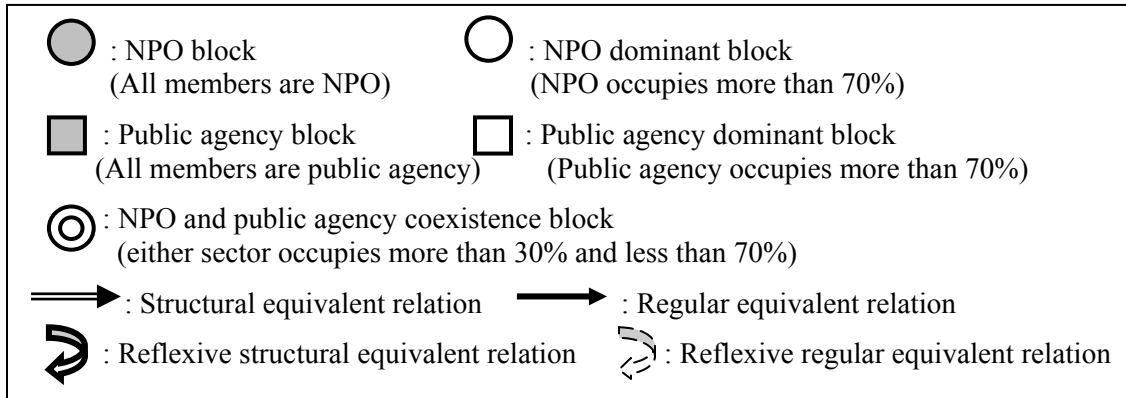 : NPO block : NPO dominant block
(All members are NPO) (NPO occupies more than 70%)
: Public agency block : Public agency dominant block
(All members are public agency) (Public agency occupies more than 70%)
: NPO and public agency coexistence block
(either sector occupies more than 30% and less than 70%)
: Structural equivalent relation : Regular equivalent relation
: Reflexive structural equivalent relation : Reflexive regular equivalent relation